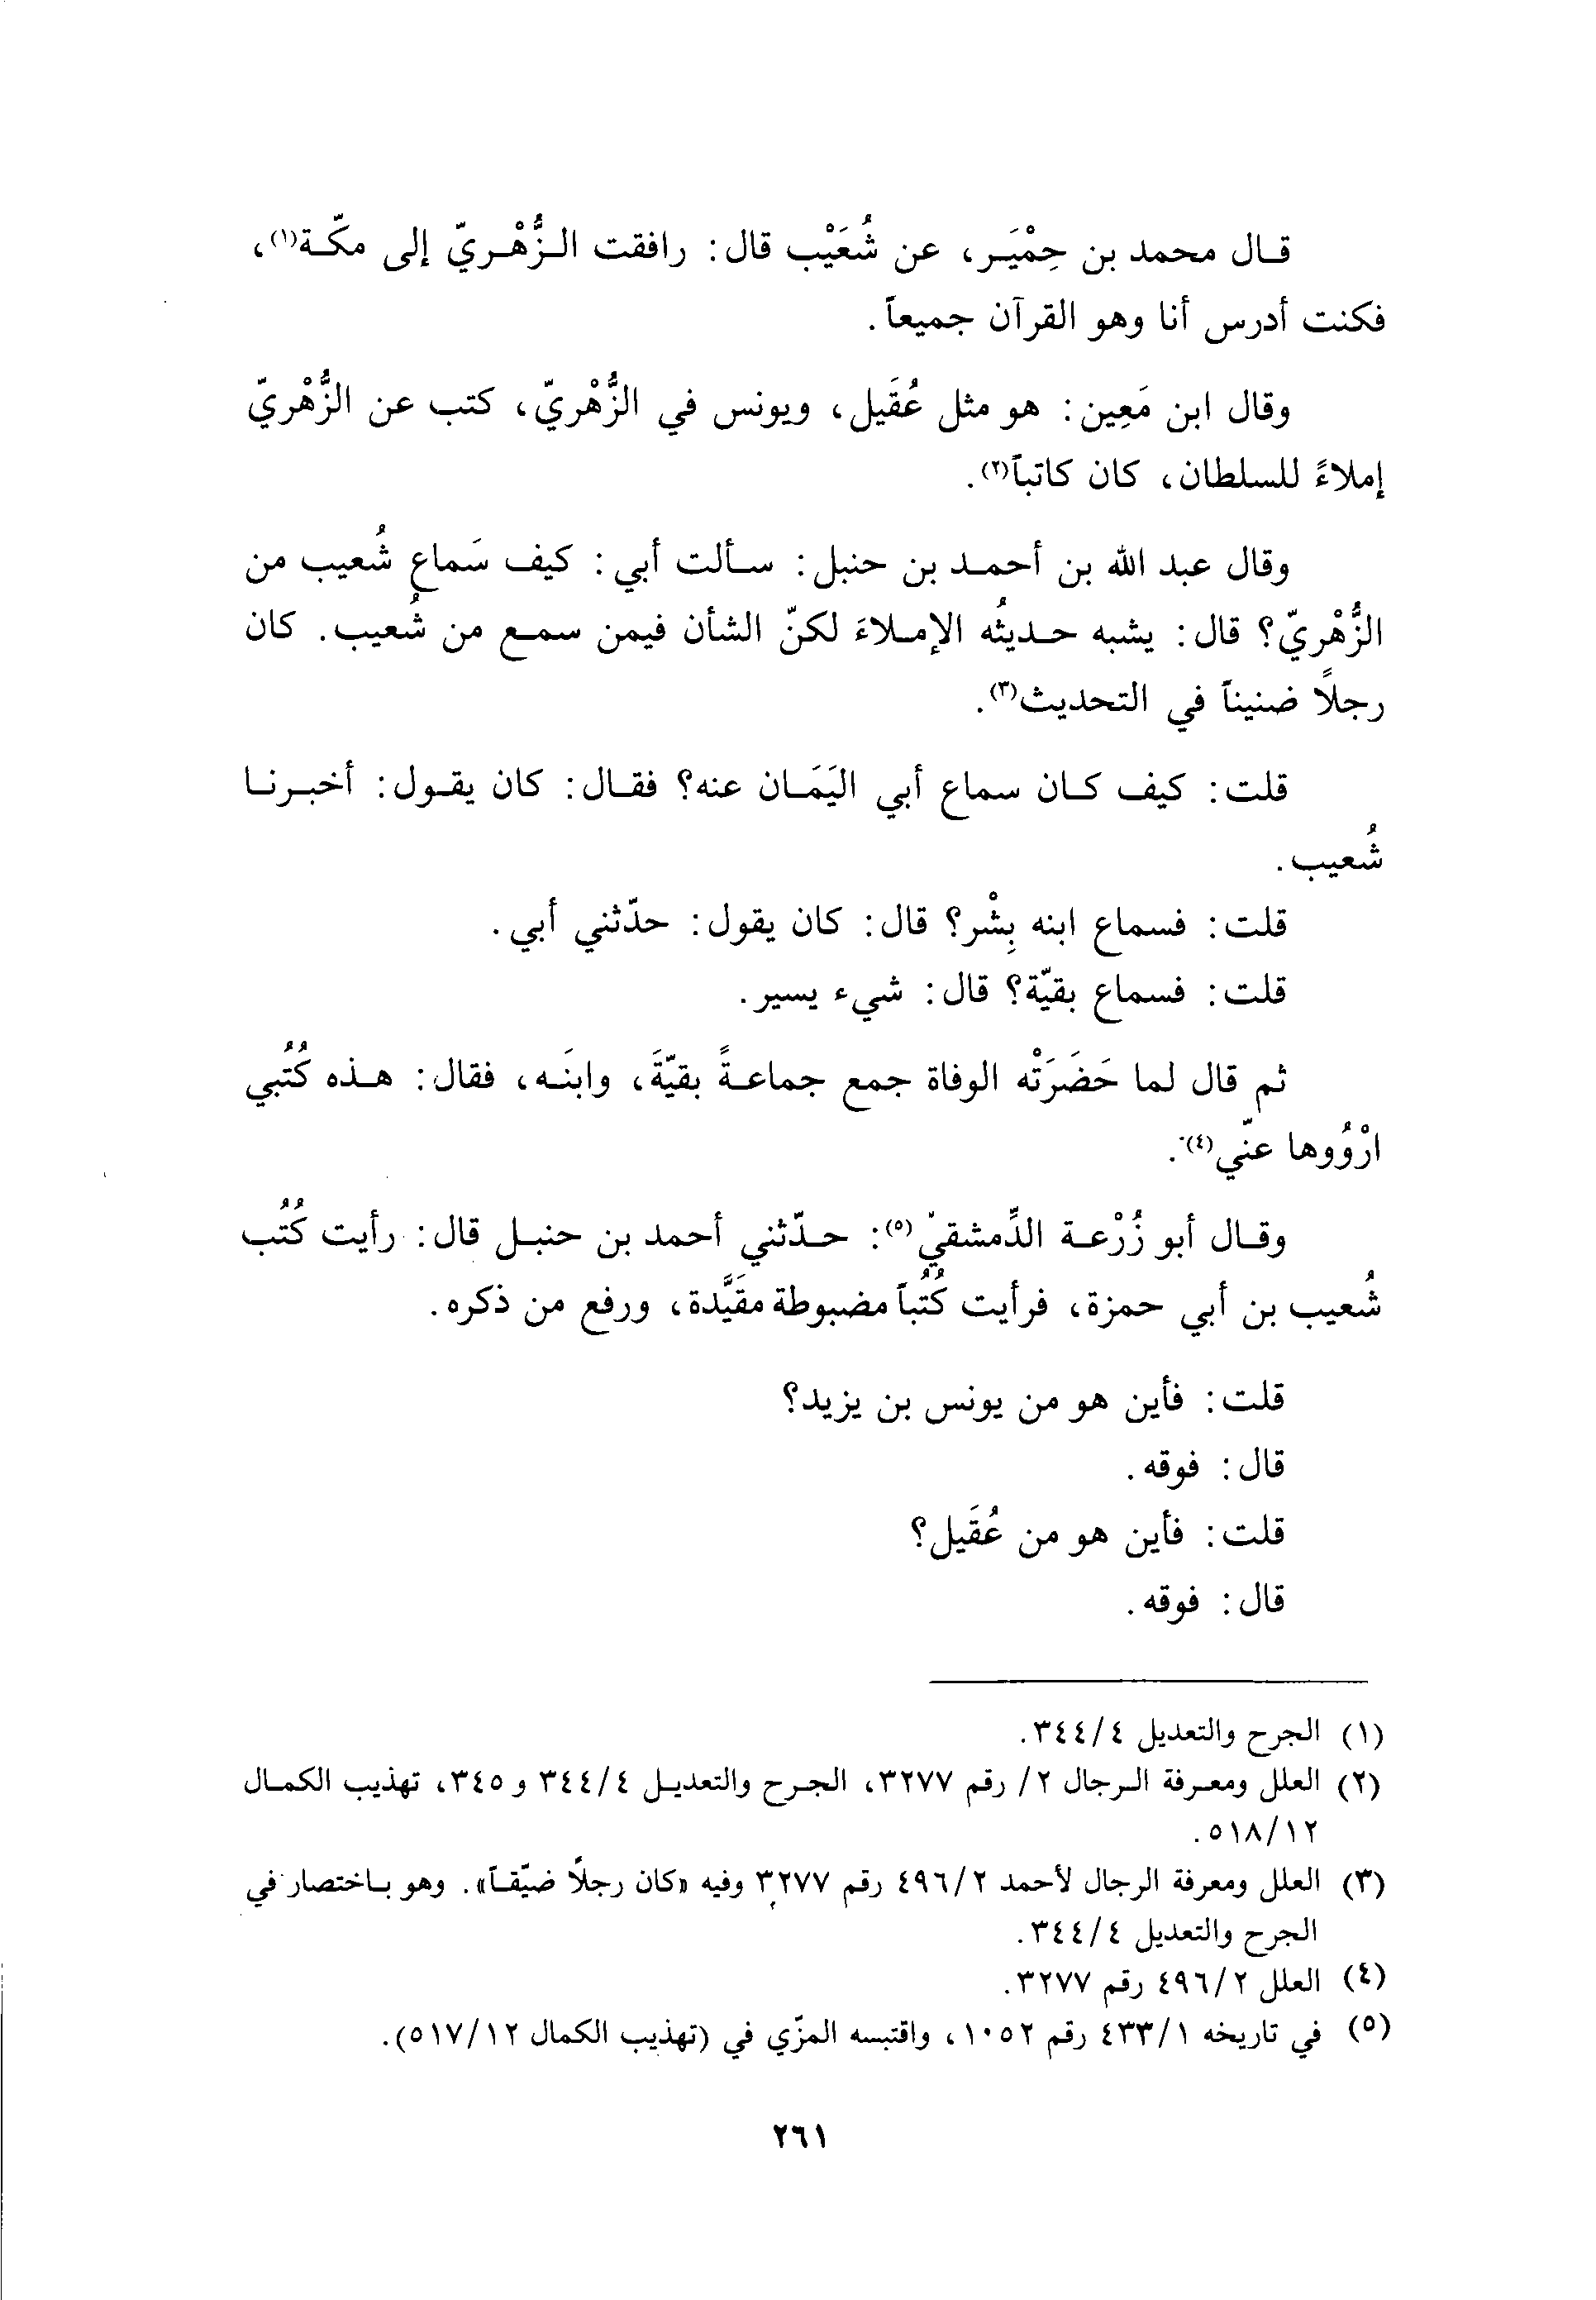 قال محمد بن حِمْيَر، عن شُعَيْب قال: رافقت الزُّهْريّ إلى مكّة(١)،
فكنت أدرس أنا وهو القرآن جميعاً.
وقال ابن مَعِين: هو مثل عُقَيل، ويونس في الزُّهْريّ، كتب عن الزُّهْريّ
إملاءً للسلطان، كان كاتباً(٢).
وقال عبد الله بن أحمد بن حنبل: سألت أبي: كيف سَماع شُعيب من
الزُّهْريّ؟ قال: يشبه حديثُه الإملاءَ لكنّ الشأن فيمن سمع من شُعيب. كان
رجلاً ضنيناً في التحديث(٣).
قلت: كيف كان سماع أبي اليَمَان عنه؟ فقال: كان يقول: أخبرنا
شُعيب.
قلت: فسماع ابنه بِشْر؟ قال: كان يقول: حدّثني أبي.
قلت: فسماع بقيّة؟ قال: شيء يسير.
ثم قال لما حَضَرَتْه الوفاة جمع جماعةً بقيّةَ، وابنَه، فقال: هذه كُتُبي
ارْوُوها عنّي(٤).
وقال أبو زُرْعة الدِّمشقيّ(٥): حدّثني أحمد بن حنبل قال: رأيت كُتُب
شُعيب بن أبي حمزة، فرأيت كُتُباً مضبوطة مقَيَّدة، ورفع من ذكره.
قلت: فأين هو من يونس بن يزيد؟
قال: فوقه.
قلت: فأين هو من عُقَيل؟
قال: فوقه.
(١) الجرح والتعديل ٣٤٤/٤.
(٢) العلل ومعرفة الرجال ٢/ رقم ٣٢٧٧، الجرح والتعديل ٣٤٤/٤ و ٣٤٥، تهذيب الكمال
٥١٨/١٢.
(٣) العلل ومعرفة الرجال لأحمد ٤٩٦/٢ رقم ٣٢٧٧ وفيه «كان رجلاً ضيّقاً». وهو باختصار في
الجرح والتعديل ٣٤٤/٤.
(٤) العلل ٤٩٦/٢ رقم ٣٢٧٧.
(٥) في تاريخه ٤٣٣/١ رقم ١٠٥٢، واقتبسه المزّي في (تهذيب الكمال ٥١٧/١٢).
٢٦١